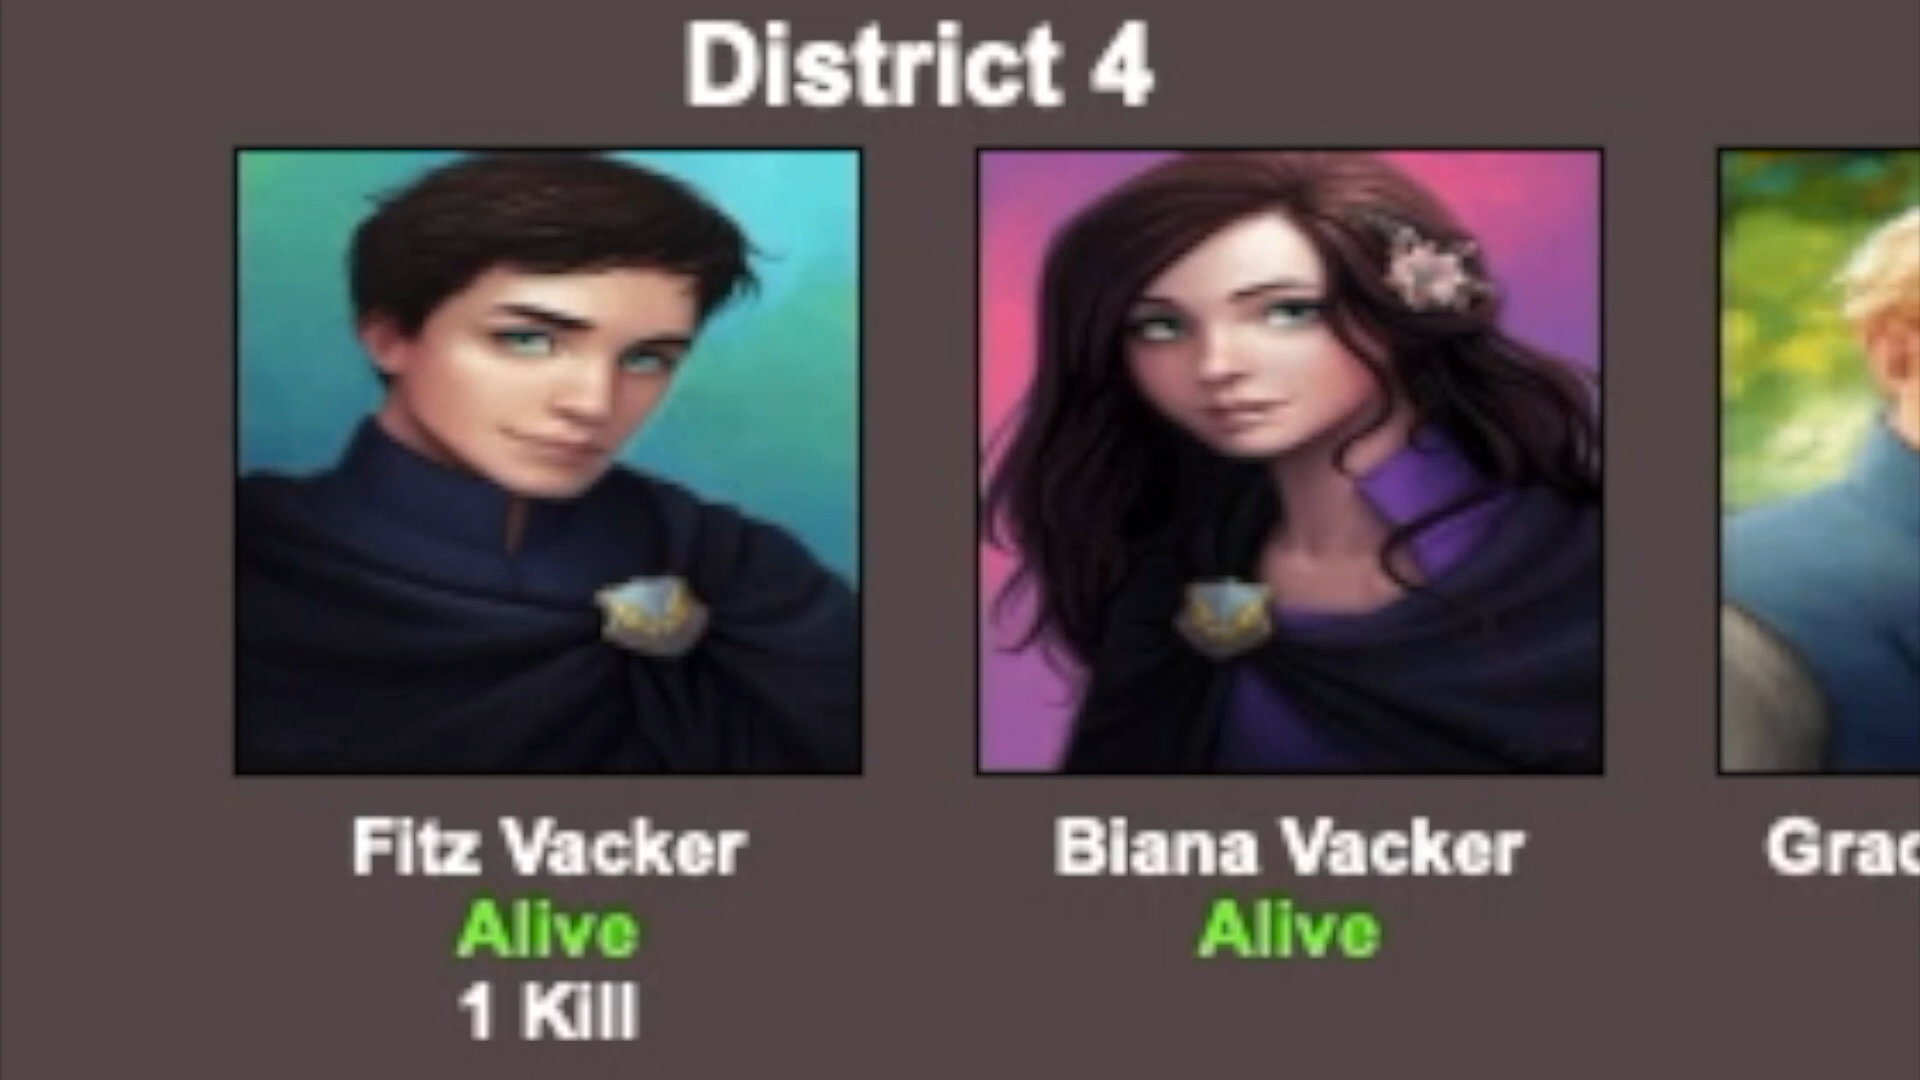 District 4
Fitz Vacker
Alive
1 Kill
Biana Vacker
Alive